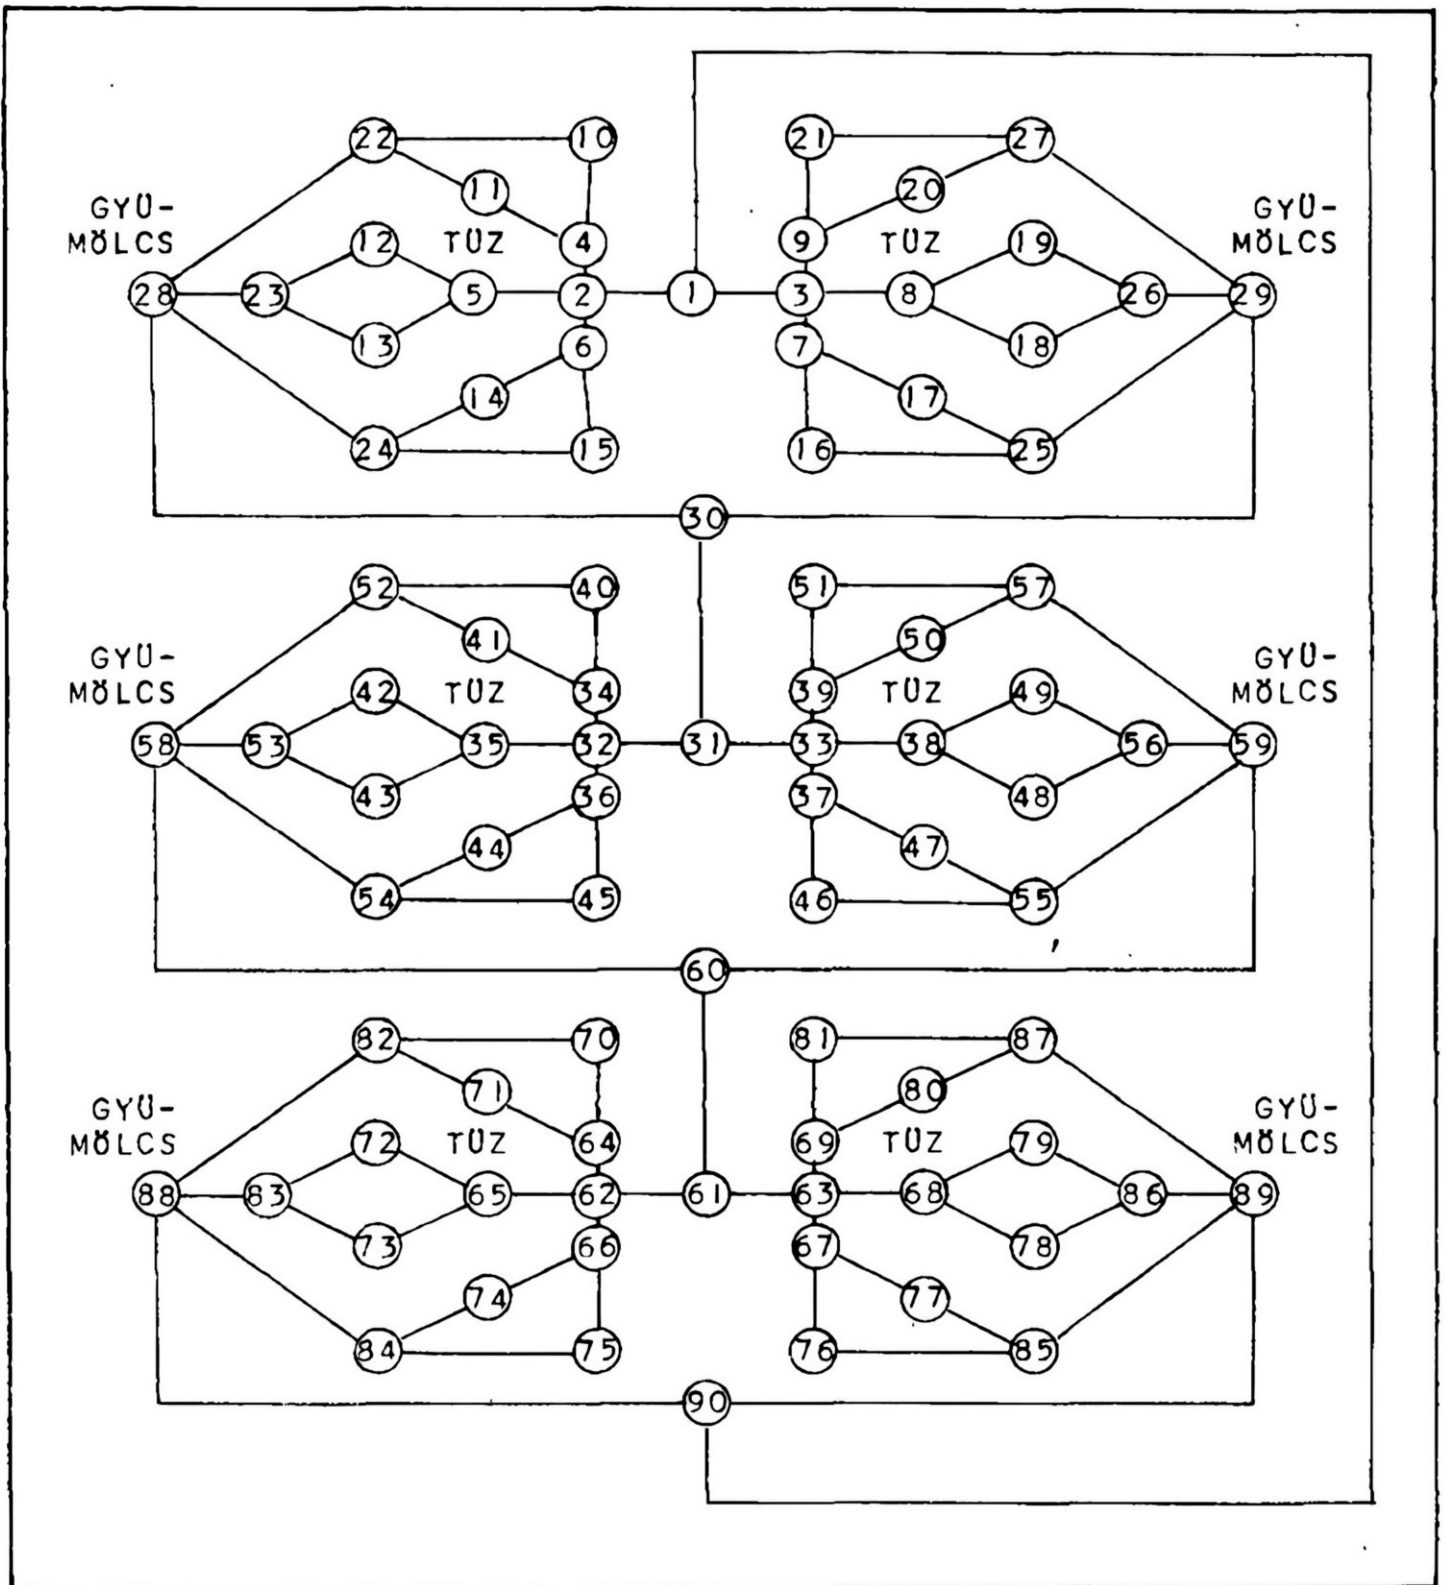 22 10 21 27
11 20
GYÜ- GYÜ-
MÖLCS 12 TÜZ 4 9 TÜZ 19 MÖLCS
28 23 5 2 1 3 8 26 29
13 6 7 18
14 17
24 15 16 25
30
52 40 51 57
41 50
GYÜ- GYÜ-
MÖLCS 42 TÜZ 34 39 TÜZ 49 MÖLCS
58 53 35 32 31 33 38 56 59
43 36 37 48
44 47
54 45 46 55
60
82 70 81 87
71 80
GYÜ- GYÜ-
MÖLCS 72 TÜZ 64 69 TÜZ 79 MÖLCS
88 83 65 62 61 63 68 86 89
73 66 67 78
74 77
84 75 76 85
90